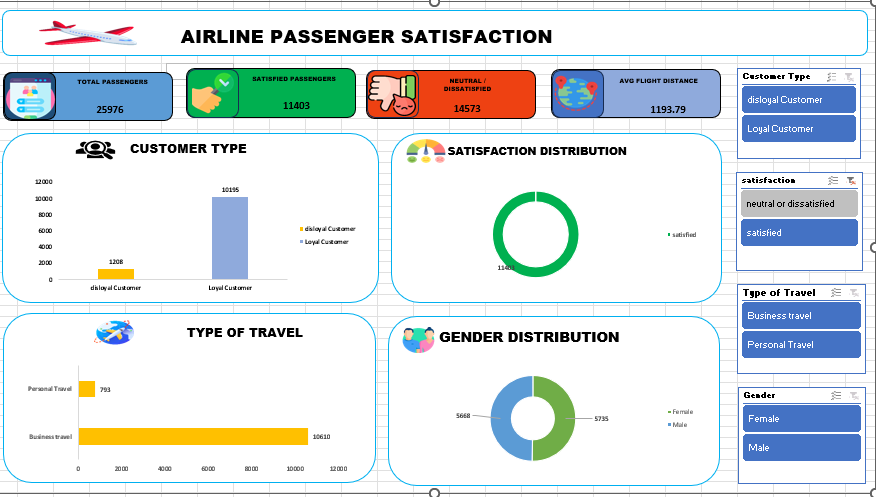 AIRLINE PASSENGER SATISFACTION
TOTAL PASSENGERS
25976
SATISFIED PASSENGERS
11403
NEUTRAL /
DISSATISFIED
14573
AVG FLIGHT DISTANCE
1193.79
Customer Type
disloyal Customer
Loyal Customer
satisfaction
neutral or dissatisfied
satisfied
Type of Travel
Business travel
Personal Travel
Gender
Female
Male
CUSTOMER TYPE
12000
10000
8000
6000
4000
2000
0
1208
10195
disloyal Customer
Loyal Customer
disloyal Customer
Loyal Customer
SATISFACTION DISTRIBUTION
11403
satisfied
TYPE OF TRAVEL
Personal Travel
793
Business travel
10610
0
2000
4000
6000
8000
10000
12000
GENDER DISTRIBUTION
5668
5735
Female
Male